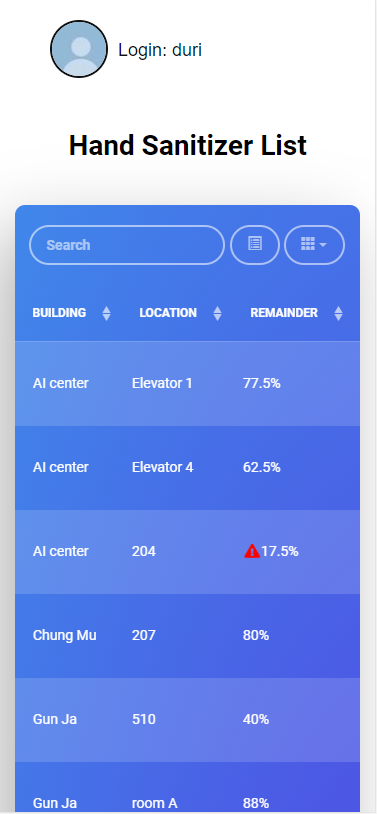 Login: duri
Hand Sanitizer List
Search
BUILDING LOCATION REMAINDER
AI center Elevator 1 77.5%
AI center Elevator 4 62.5%
AI center 204 17.5%
Chung Mu 207 80%
Gun Ja 510 40%
Gun Ja room A 88%